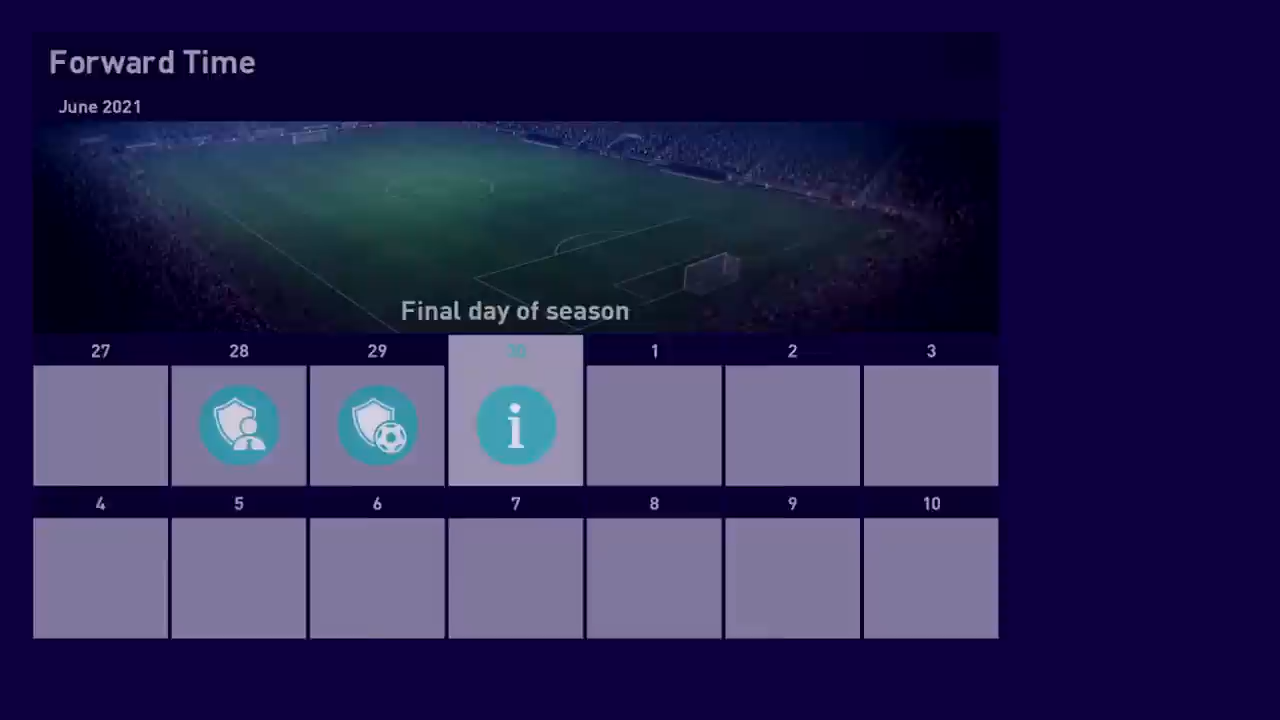 Forward Time
June 2021
Final day of season
27 28 29 30 1 2 3
i
4 5 6 7 8 9 10